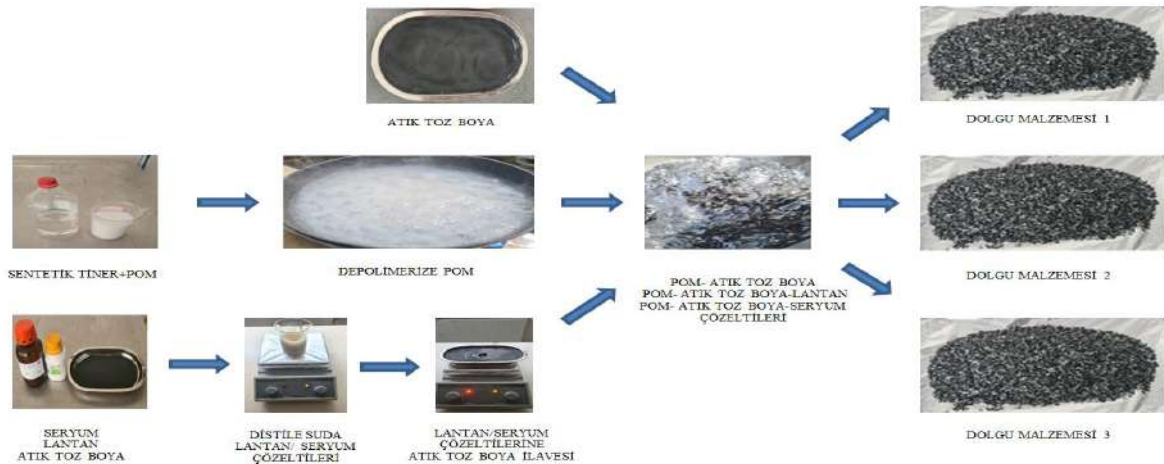 ATIK TOZ BOYA
DOLGU MALZEMESİ 1
SENTETİK TİNER+POM
DEPOLİMERİZE POM
POM- ATIK TOZ BOYA
POM- ATIK TOZ BOYA-LANTAN
POM- ATIK TOZ BOYA-SERYUM
ÇÖZELTİLERİ
DOLGU MALZEMESİ 2
SERYUM
LANTAN
ATIK TOZ BOYA
DİSTİLE SUDA
LANTAN/ SERYUM
ÇÖZELTİLERİ
LANTAN/SERYUM
ÇÖZELTİLERİNE
ATIK TOZ BOYA İLAVESİ
DOLGU MALZEMESİ 3